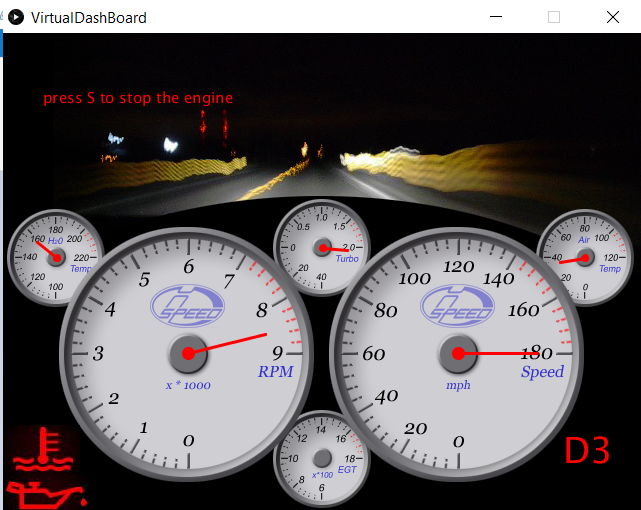 VirtualDashBoard
press S to stop the engine
180
160 200
H₂0
140 220
Temp
120
100
1.0
.5 1.5
0 2.0
Turbo
20 40
80
60 100
Air
40 120
Temp
20
0
6
5 7
4 8
SPEED
3 9
RPM
x * 1000
2
1
0
120
100 140
80 160
SPEED
60 180
Speed
mph
40
20
0
14
12 16
10 18
x*100 EGT
8
6
D3